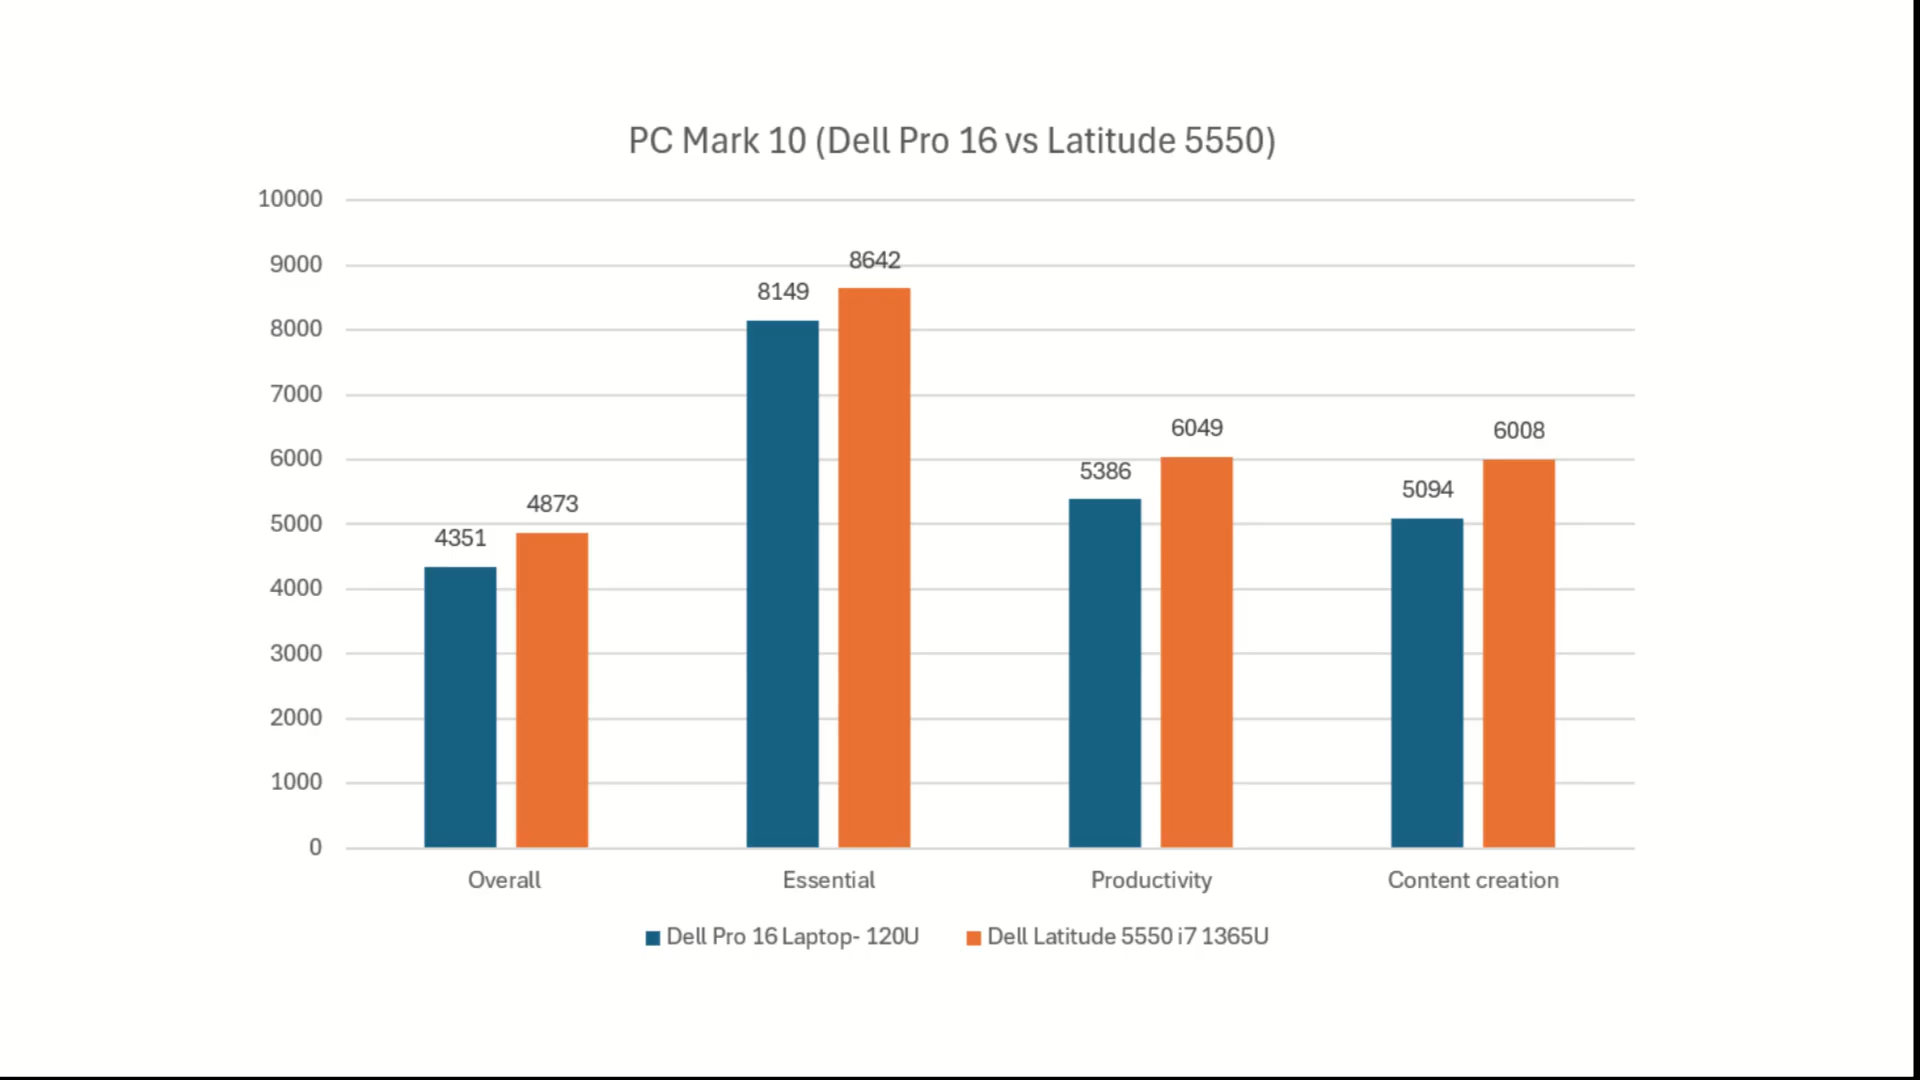 PC Mark 10 (Dell Pro 16 vs Latitude 5550)
10000
9000
8000
7000
6000
5000
4000
3000
2000
1000
0
4351
4873
8149
8642
5386
6049
5094
6008
Overall
Essential
Productivity
Content creation
Dell Pro 16 Laptop- 120U
Dell Latitude 5550 i7 1365U